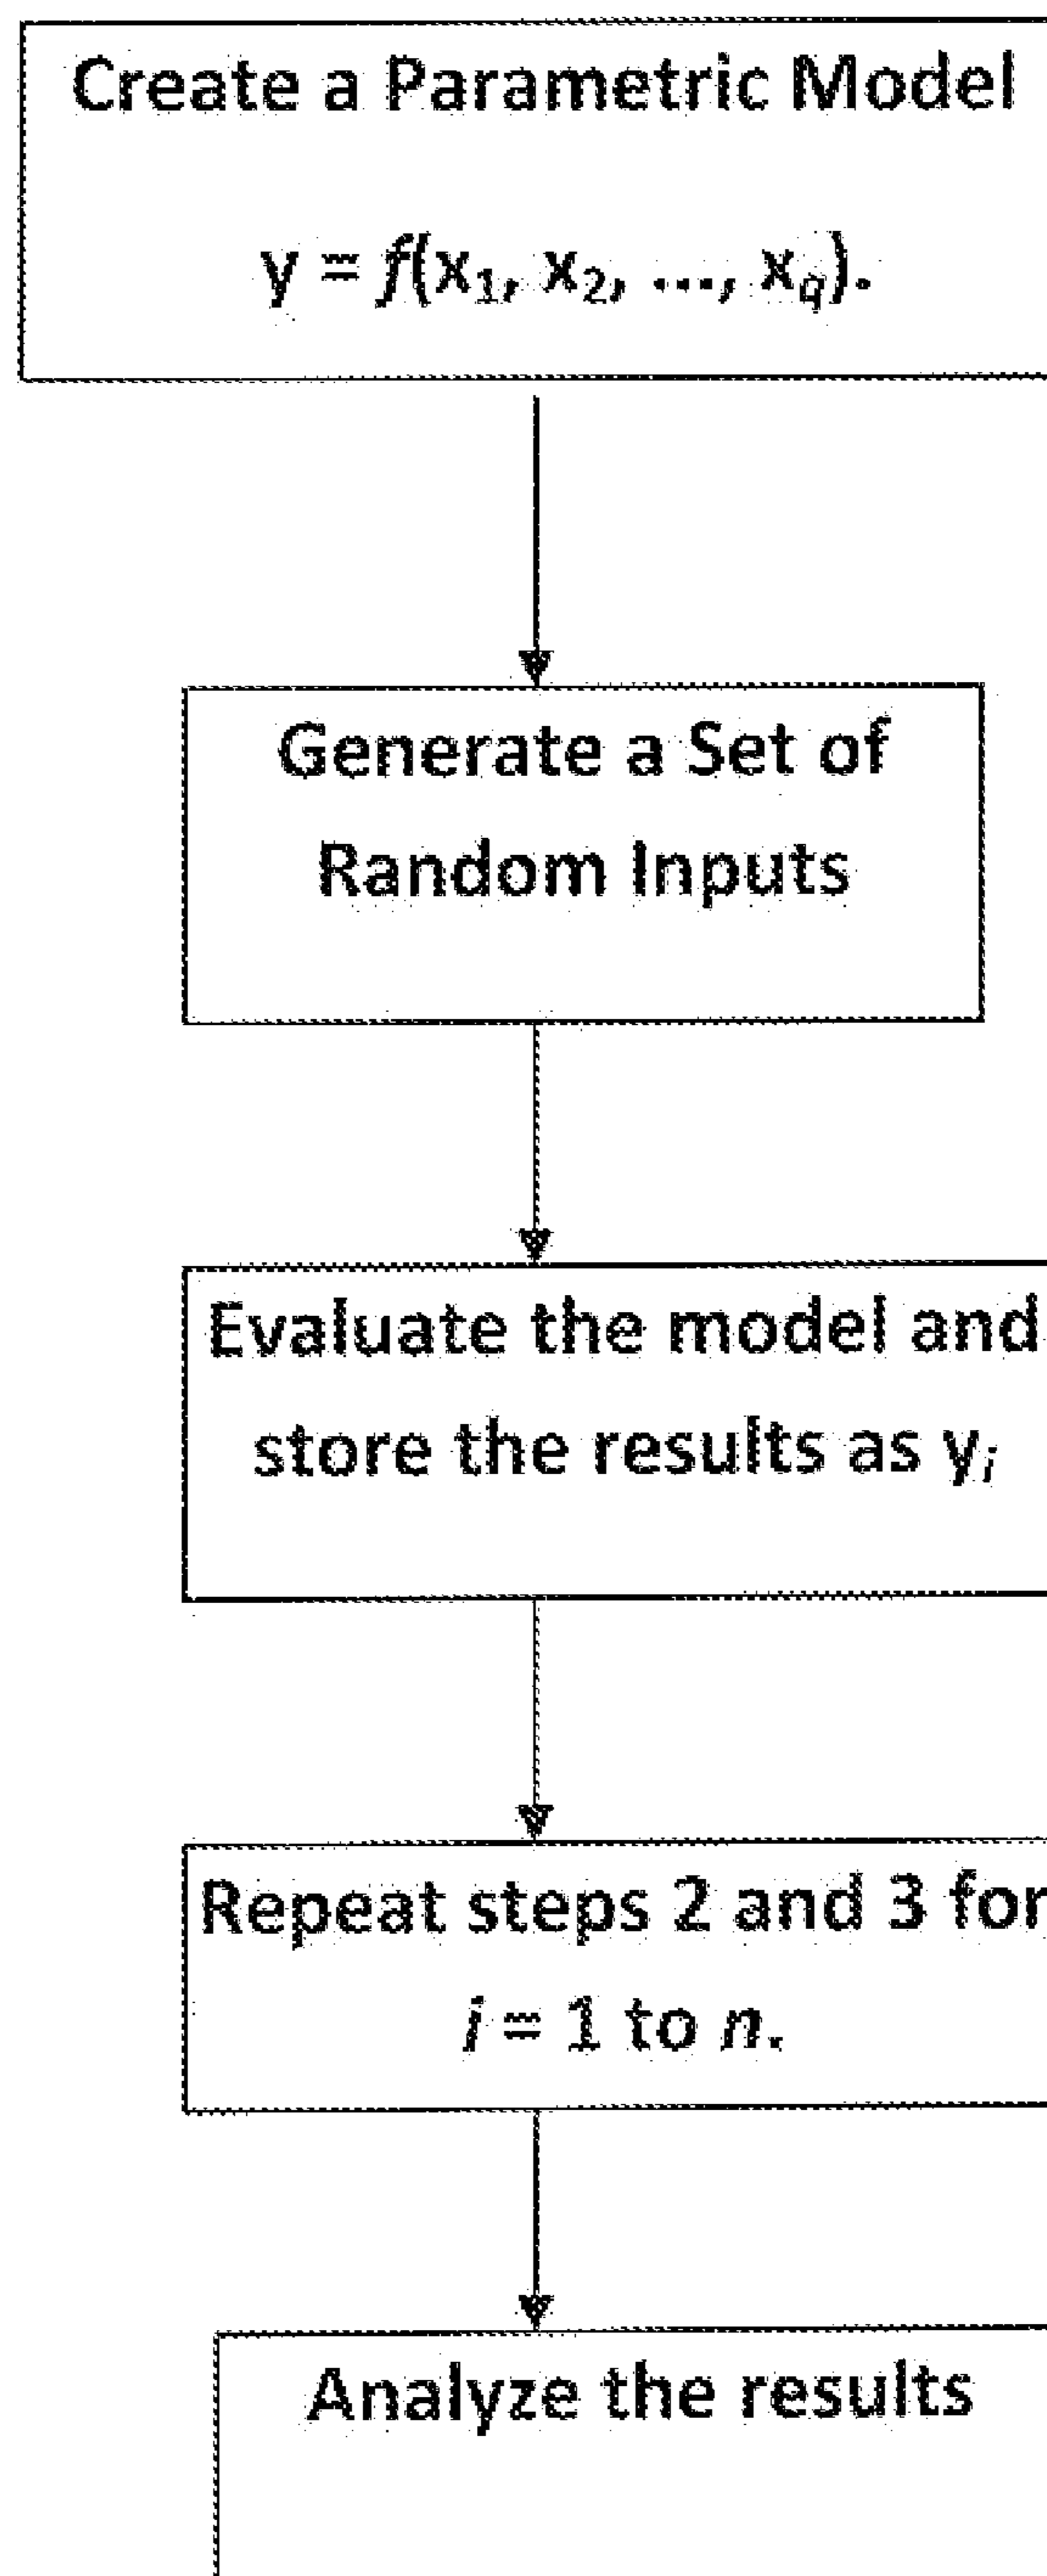 Create a Parametric Model
y = f(x₁, x₂, ..., x_q).
Generate a Set of
Random Inputs
Evaluate the model and
store the results as yᵢ
Repeat steps 2 and 3 for
i = 1 to n.
Analyze the results